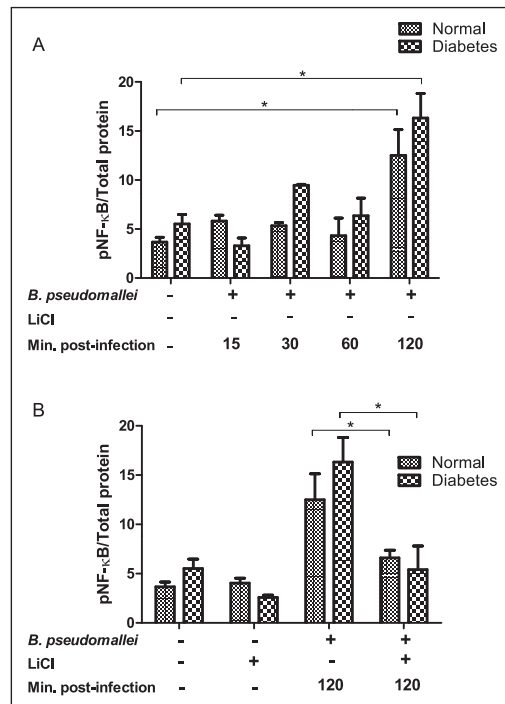 A
Normal
Diabetes
*
*
20
15
10
5
0
pNF-κB/Total protein
B. pseudomallei - + + + +
LiCl - - - - -
Min. post-infection - 15 30 60 120
B
*
*
Normal
Diabetes
20
15
10
5
0
pNF-κB/Total protein
B. pseudomallei - - + +
LiCl - + - +
Min. post-infection - - 120 120